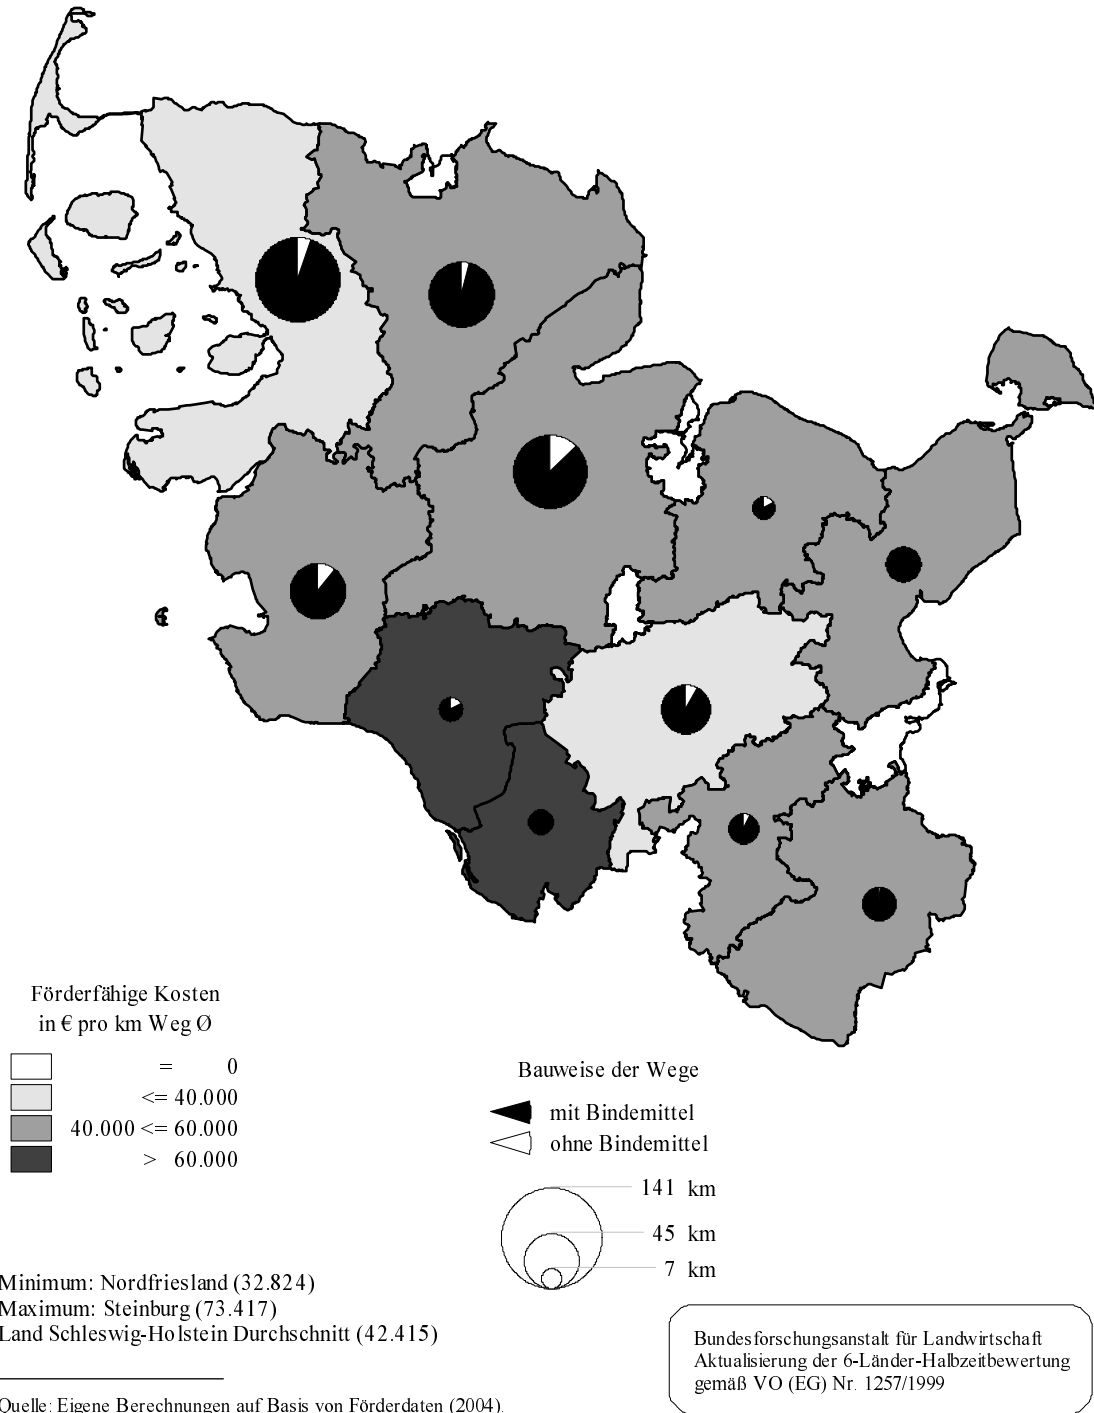 Förderfähige Kosten
in € pro km Weg Ø
= 0
<= 40.000
40.000 <= 60.000
> 60.000
Bauweise der Wege
mit Bindemittel
ohne Bindemittel
141 km
45 km
7 km
Minimum: Nordfriesland (32.824)
Maximum: Steinburg (73.417)
Land Schleswig-Holstein Durchschnitt (42.415)
Bundesforschungsanstalt für Landwirtschaft
Aktualisierung der 6-Länder-Halbzeitbewertung
gemäß VO (EG) Nr. 1257/1999
Quelle: Eigene Berechnungen auf Basis von Förderdaten (2004).